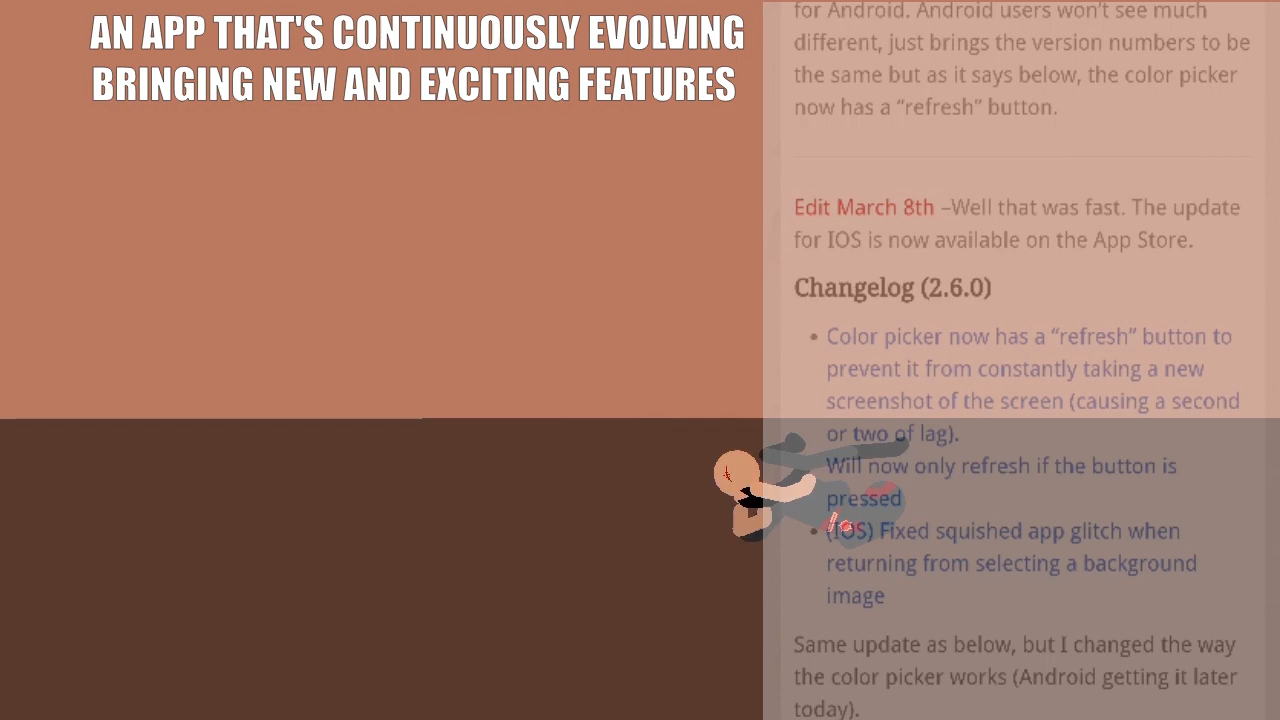 AN APP THAT'S CONTINUOUSLY EVOLVING
BRINGING NEW AND EXCITING FEATURES
for Android. Android users won’t see much
different, just brings the version numbers to be
the same but as it says below, the color picker
now has a “refresh” button.
Edit March 8th –Well that was fast. The update
for IOS is now available on the App Store.
Changelog (2.6.0)
• Color picker now has a “refresh” button to
prevent it from constantly taking a new
screenshot of the screen (causing a second
or two of lag).
Will now only refresh if the button is
pressed
• (IOS) Fixed squished app glitch when
returning from selecting a background
image
Same update as below, but I changed the way
the color picker works (Android getting it later
today).